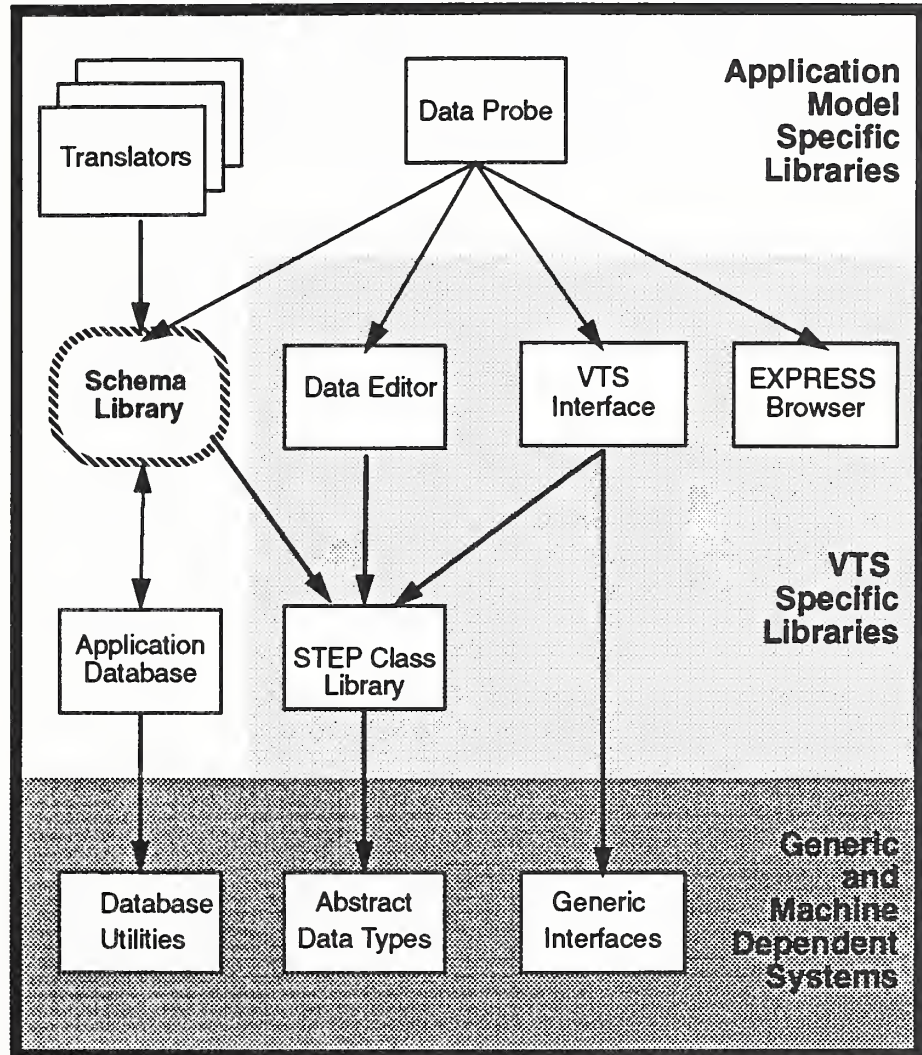 Application
Model
Specific
Libraries
Translators
Data Probe
Schema
Library
Data Editor
VTS
Interface
EXPRESS
Browser
VTS
Specific
Libraries
Application
Database
STEP Class
Library
Generic
and
Machine
Dependent
Systems
Database
Utilities
Abstract
Data Types
Generic
Interfaces